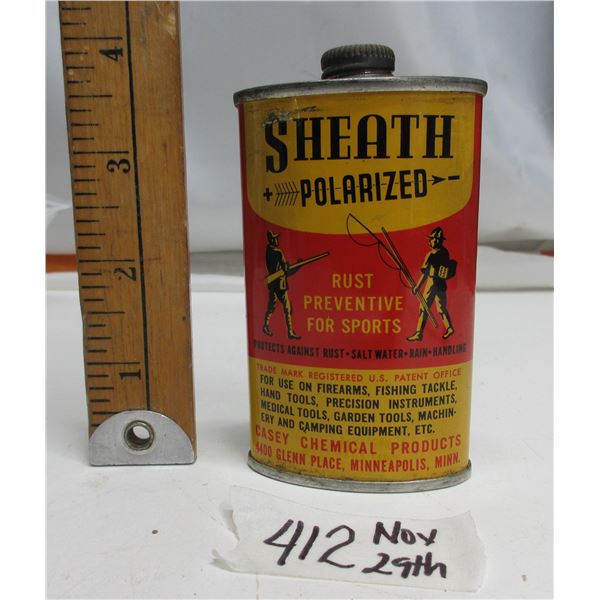 4
3
2
1
SHEATH
+ POLARIZED -
RUST
PREVENTIVE
FOR SPORTS
PROTECTS AGAINST RUST • SALT WATER • RAIN • HANDLING
TRADE MARK REGISTERED U.S. PATENT OFFICE
FOR USE ON FIREARMS, FISHING TACKLE,
HAND TOOLS, PRECISION INSTRUMENTS,
MEDICAL TOOLS, GARDEN TOOLS, MACHIN-
ERY AND CAMPING EQUIPMENT, ETC.
CASEY CHEMICAL PRODUCTS
4400 GLENN PLACE, MINNEAPOLIS, MINN.
412 Nov
29th